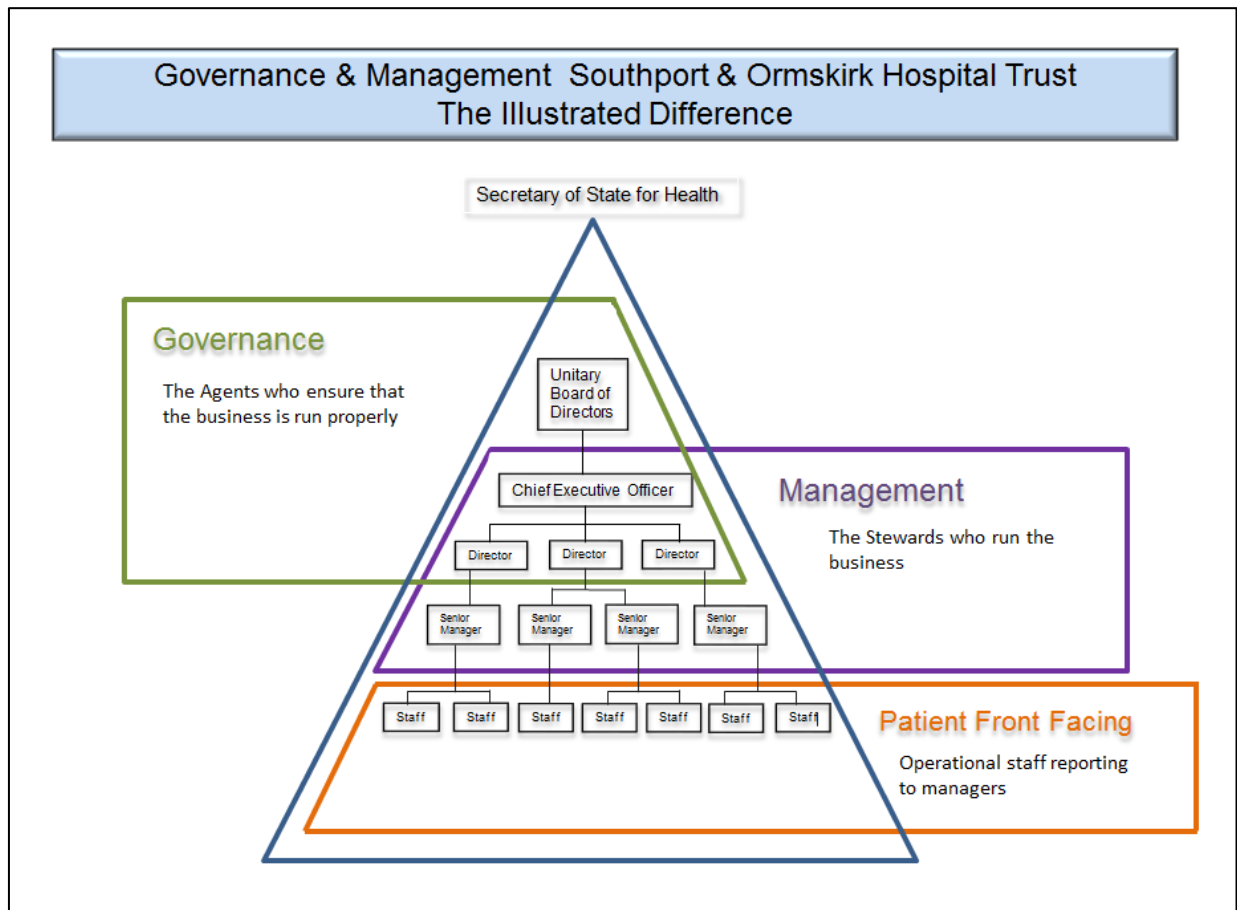 Governance & Management  Southport & Ormskirk Hospital Trust
The Illustrated Difference
Secretary of State for Health
Governance
The Agents who ensure that
the business is run properly
Unitary
Board of
Directors
Management
The Stewards who run the
business
Chief Executive Officer
Director
Director
Director
Senior
Manager
Senior
Manager
Senior
Manager
Senior
Manager
Patient Front Facing
Operational staff reporting
to managers
Staff
Staff
Staff
Staff
Staff
Staff
Staff